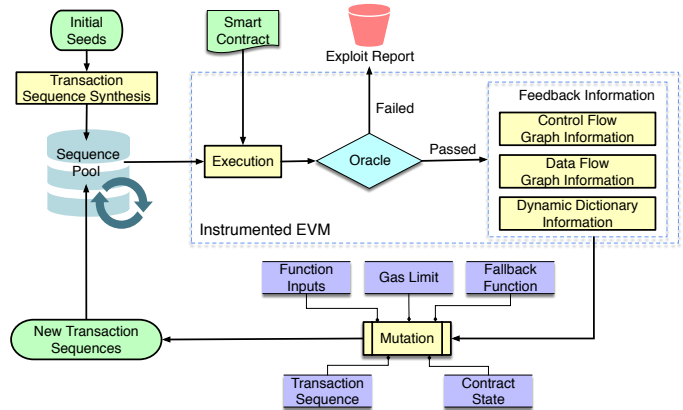 Initial
Seeds
Smart
Contract
Exploit Report
Transaction
Sequence Synthesis
Feedback Information
Failed
Control Flow
Graph Information
Sequence
Pool
Execution
Oracle
Passed
Data Flow
Graph Information
Dynamic Dictionary
Information
Instrumented EVM
Function
Inputs
Gas Limit
Fallback
Function
New Transaction
Sequences
Mutation
Transaction
Sequence
Contract
State